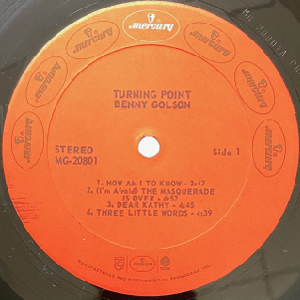 mercury
TURNING POINT
BENNY GOLSON
STEREO
MG-20801
Side 1
1. HOW AM I TO KNOW - 3:17
2. (I'm Afraid) THE MASQUERADE
IS OVER - 4:57
3. DEAR KATHY - 4:45
4. THREE LITTLE WORDS - 4:39